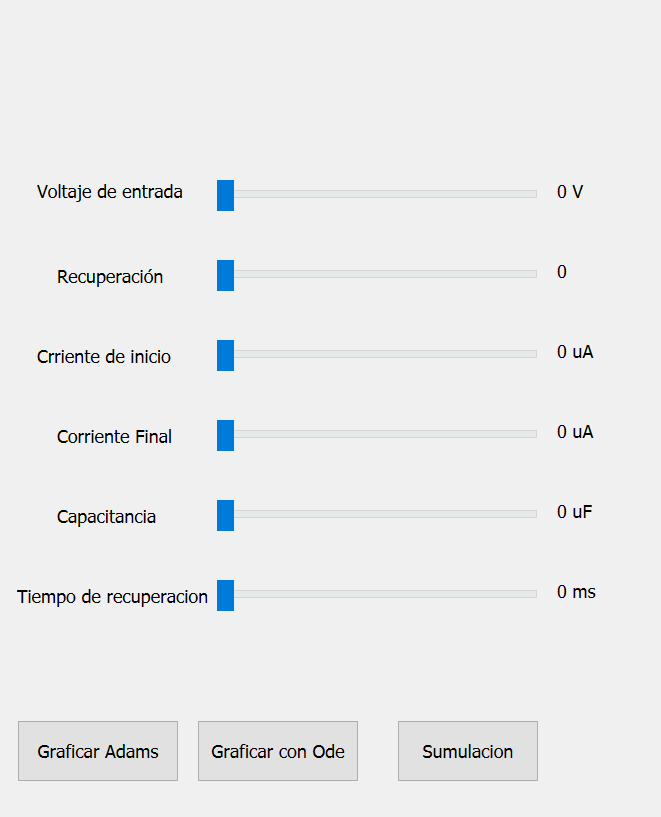 Voltaje de entrada 0 V
Recuperación 0
Crriente de inicio 0 uA
Corriente Final 0 uA
Capacitancia 0 uF
Tiempo de recuperacion 0 ms
Graficar Adams Graficar con Ode Sumulacion